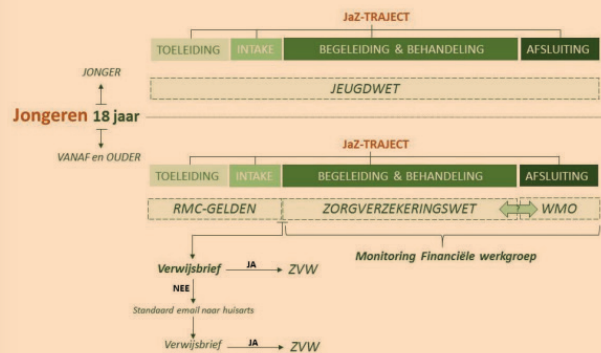 JaZ-TRAJECT
TOELEIDING INTAKE BEGELEIDING & BEHANDELING AFSLUITING
JONGER
JEUGDWET
Jongeren 18 jaar
VANAF en OUDER
JaZ-TRAJECT
TOELEIDING INTAKE BEGELEIDING & BEHANDELING AFSLUITING
RMC-GELDEN ZORGVERZEKERINGSWET WMO
Verwijsbrief JA ZVW
Monitoring Financiële werkgroep
NEE
Standaard email naar huisarts
Verwijsbrief JA ZVW